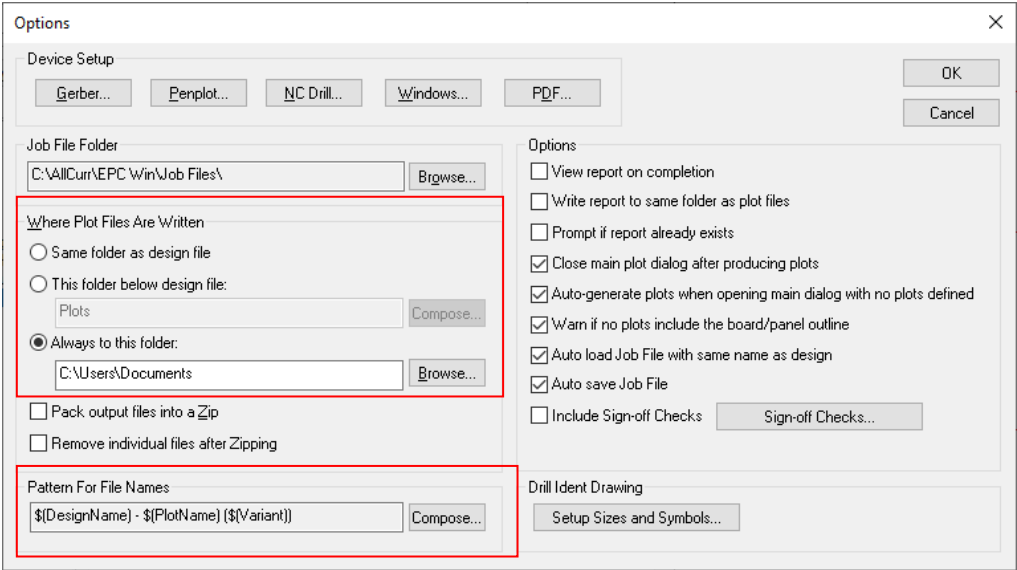 Options
Device Setup
Gerber...
Penplot...
NC Drill...
Windows...
PDF...
OK
Cancel
Job File Folder
C:\AllCurr\EPC Win\Job Files\
Browse...
Where Plot Files Are Written
Same folder as design file
This folder below design file:
Plots
Compose...
Always to this folder:
C:\Users\Documents
Browse...
Pack output files into a Zip
Remove individual files after Zipping
Pattern For File Names
$(DesignName) - $(PlotName) ($(Variant))
Compose...
Options
View report on completion
Write report to same folder as plot files
Prompt if report already exists
Close main plot dialog after producing plots
Auto-generate plots when opening main dialog with no plots defined
Warn if no plots include the board/panel outline
Auto load Job File with same name as design
Auto save Job File
Include Sign-off Checks
Sign-off Checks...
Drill Ident Drawing
Setup Sizes and Symbols...